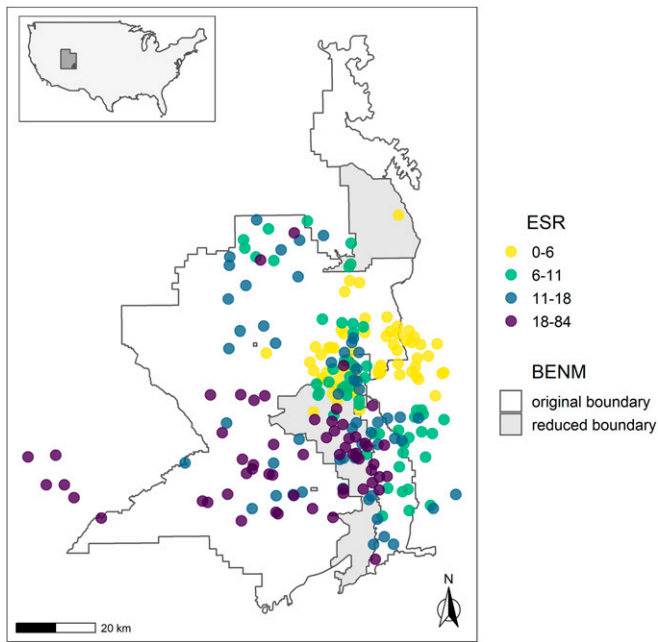 ESR
0-6
6-11
11-18
18-84
BENM
original boundary
reduced boundary
N
20 km